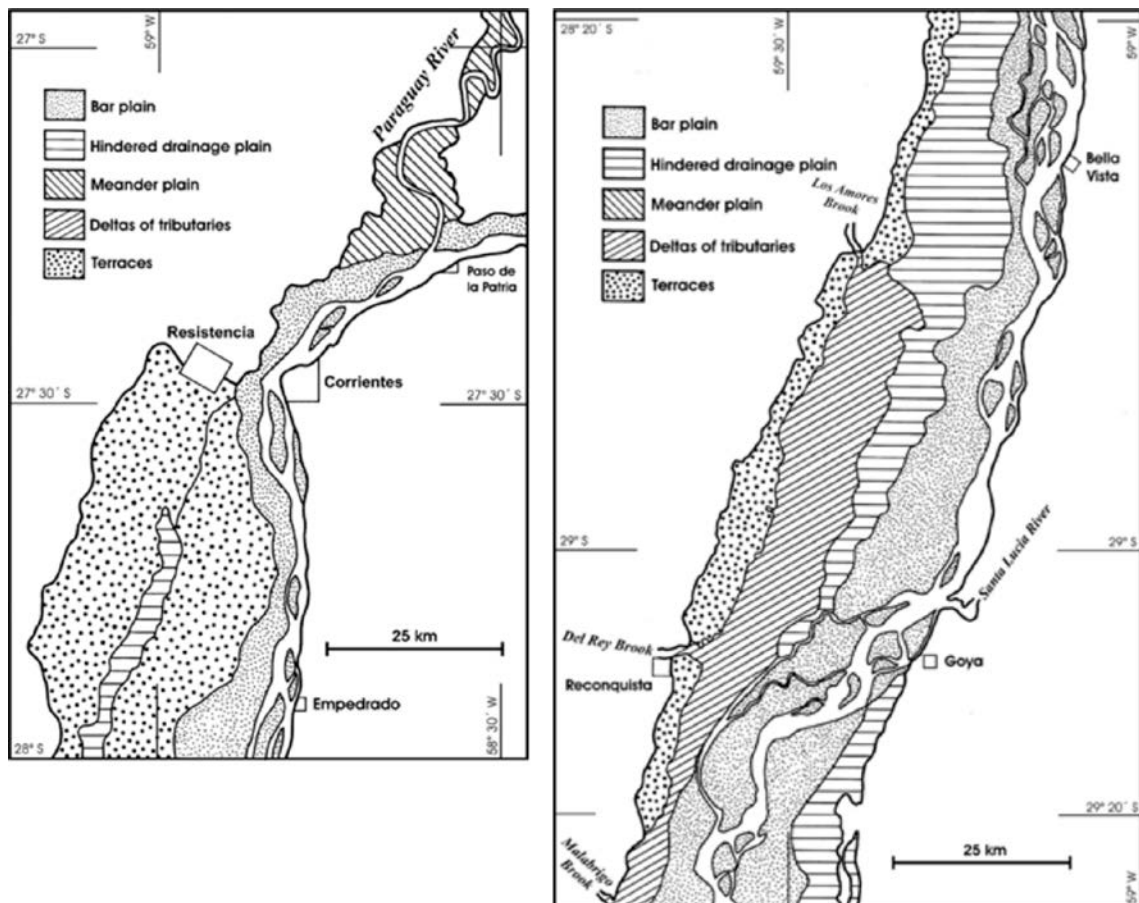 27° S
59° W
Paraguay River
Bar plain
Hindered drainage plain
Meander plain
Deltas of tributaries
Terraces
Paso de
la Patria
Resistencia
Corrientes
27° 30´ S
27° 30´ S
25 km
Empedrado
28° S
58° 30´ W
28° 20´ S
59° 30´ W
59° W
Bar plain
Hindered drainage plain
Meander plain
Deltas of tributaries
Terraces
Bella
Vista
Los Amores
Brook
29° S
29° S
Santa Lucia River
Del Rey Brook
Reconquista
Goya
29° 20´ S
25 km
Malabrigo
Brook
59° W